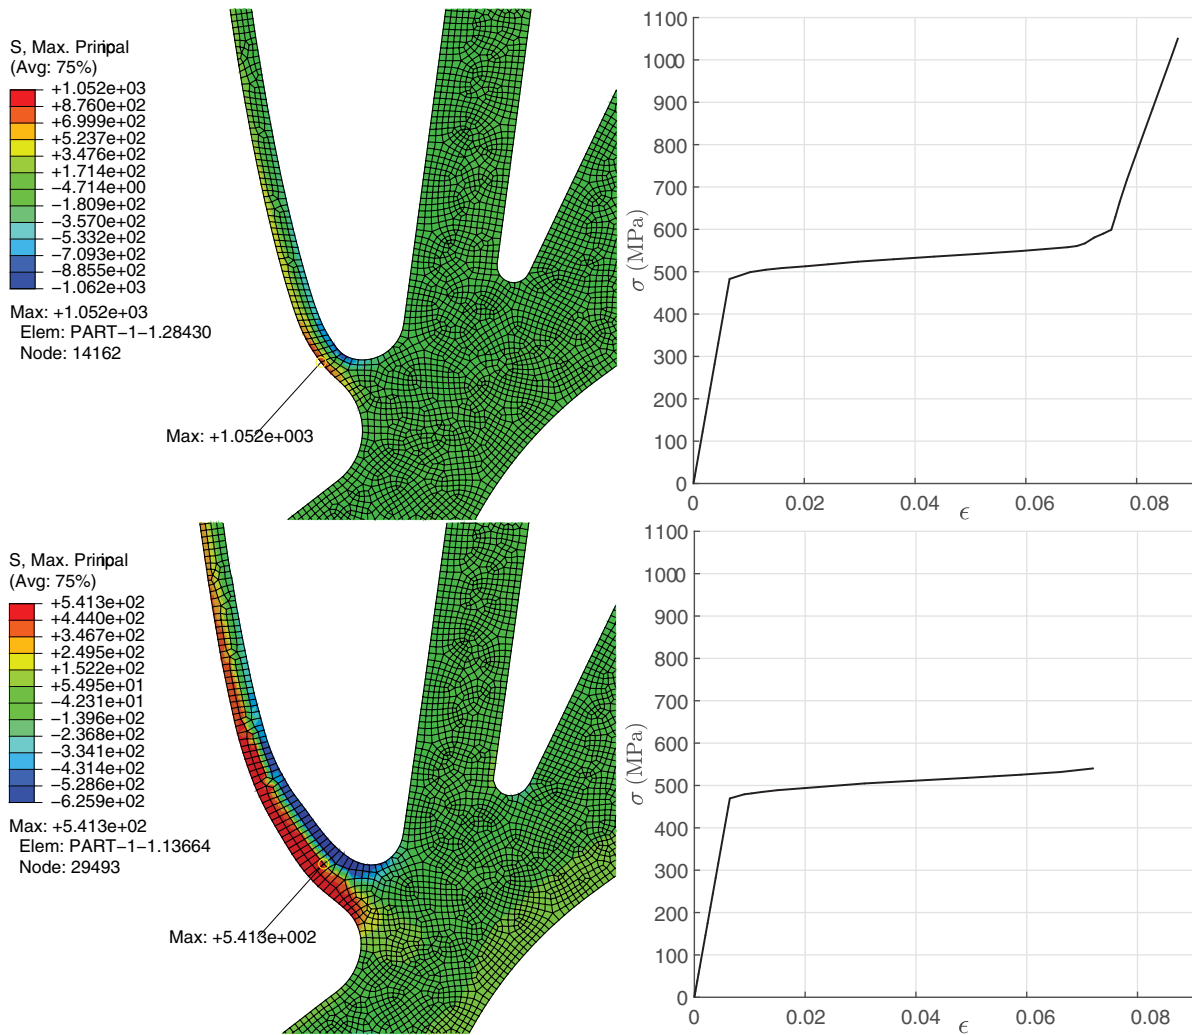 S, Max. Principal
(Avg: 75%)
+1.052e+03
+8.760e+02
+6.999e+02
+5.237e+02
+3.476e+02
+1.714e+02
−4.714e+00
−1.809e+02
−3.570e+02
−5.332e+02
−7.093e+02
−8.855e+02
−1.062e+03
Max: +1.052e+03
Elem: PART−1−1.28430
Node: 14162
Max: +1.052e+003
1100
1000
900
800
700
600
500
400
300
200
100
0
σ (MPa)
0 0.02 0.04 0.06 0.08
ϵ
S, Max. Principal
(Avg: 75%)
+5.413e+02
+4.440e+02
+3.467e+02
+2.495e+02
+1.522e+02
+5.495e+01
−4.231e+01
−1.396e+02
−2.368e+02
−3.341e+02
−4.314e+02
−5.286e+02
−6.259e+02
Max: +5.413e+02
Elem: PART−1−1.13664
Node: 29493
Max: +5.413e+002
1100
1000
900
800
700
600
500
400
300
200
100
0
σ (MPa)
0 0.02 0.04 0.06 0.08
ϵ